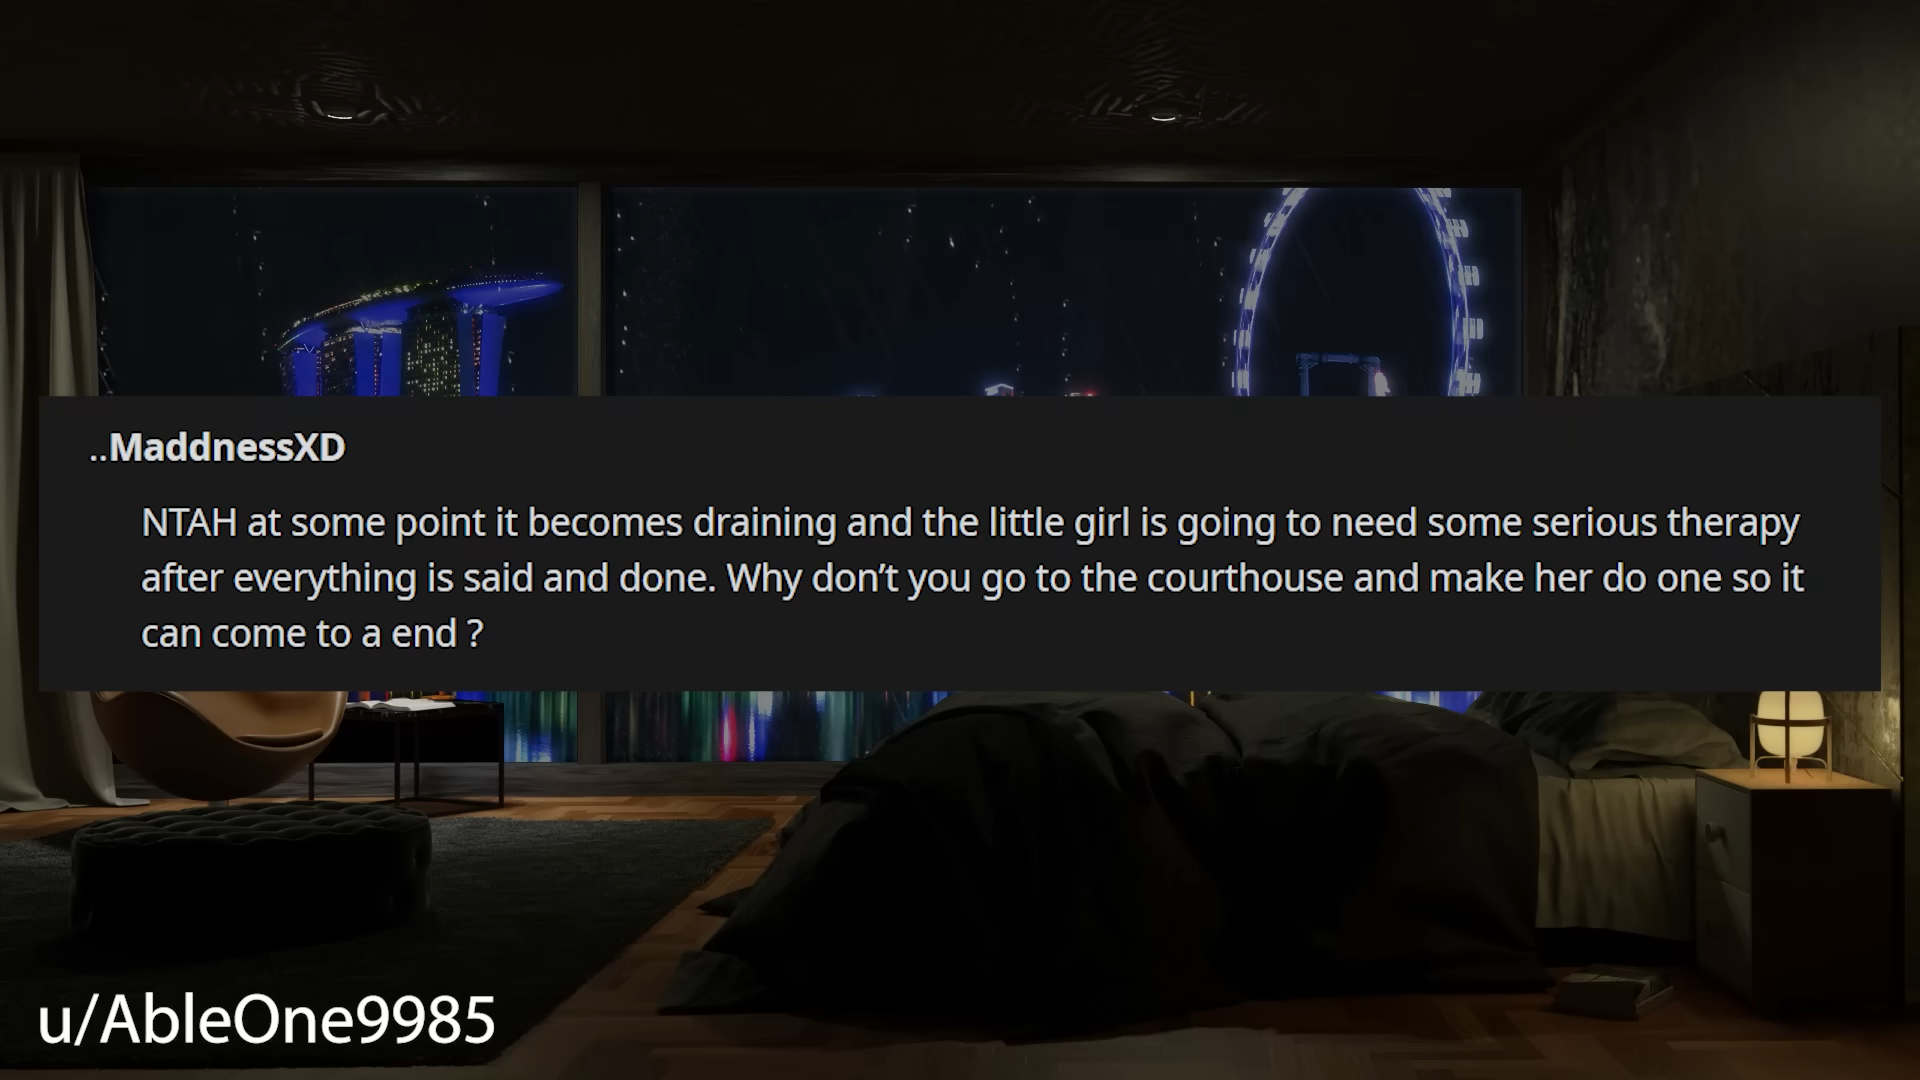 ..MaddnessXD
NTAH at some point it becomes draining and the little girl is going to need some serious therapy
after everything is said and done. Why don’t you go to the courthouse and make her do one so it
can come to a end ?
u/AbleOne9985